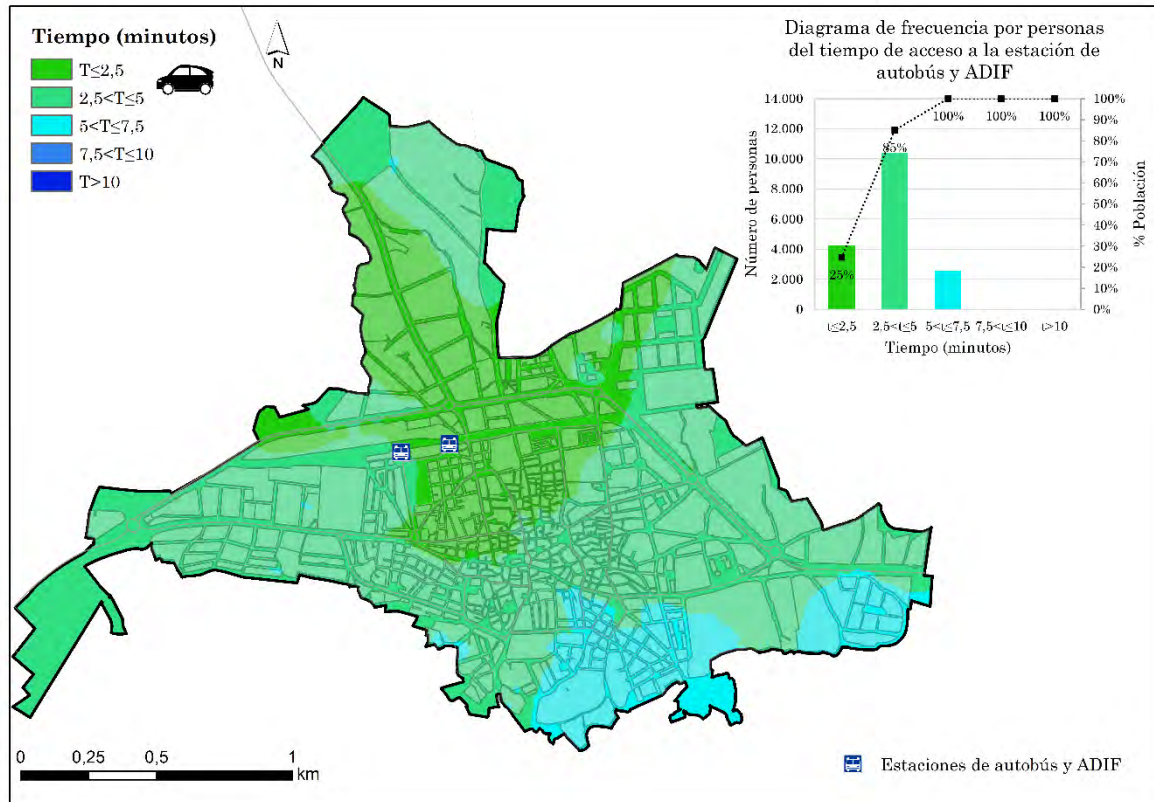 Tiempo (minutos)
T≤2,5
2,5<T≤5
5<T≤7,5
7,5<T≤10
T>10
N
Diagrama de frecuencia por personas
del tiempo de acceso a la estación de
autobús y ADIF
14.000
12.000
10.000
8.000
6.000
4.000
2.000
0
Número de personas
25%
85%
100%
100%
100%
100%
90%
80%
70%
60%
50%
40%
30%
20%
10%
0%
% Población
t≤2,5
2,5<t≤5
5<t≤7,5
7,5<t≤10
t>10
Tiempo (minutos)
0
0,25
0,5
1
km
Estaciones de autobús y ADIF